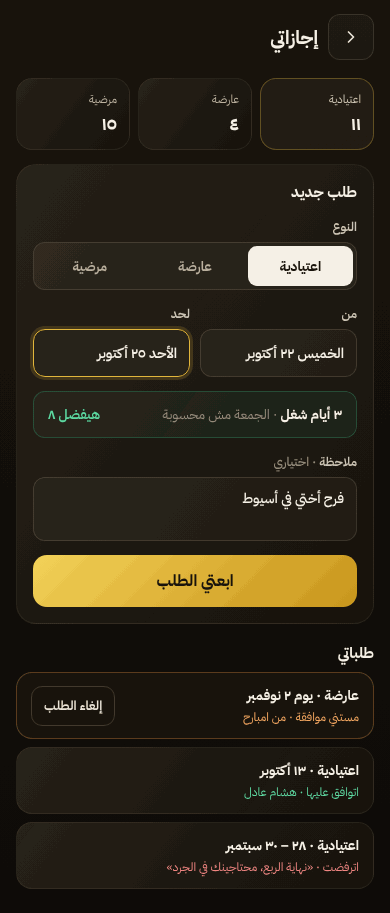 إجازاتي
اعتيادية
١١
عارضة
٤
مرضية
١٥
طلب جديد
النوع
اعتيادية
عارضة
مرضية
من
لحد
الخميس ٢٢ أكتوبر
الأحد ٢٥ أكتوبر
٣ أيام شغل · الجمعة مش محسوبة
هيفضل ٨
ملاحظة · اختياري
فرح أختي في أسيوط
ابعتي الطلب
طلباتي
عارضة · يوم ٢ نوفمبر
مستني موافقة · من امبارح
إلغاء الطلب
اعتيادية · ١٣ أكتوبر
اتوافق عليها · هشام عادل
اعتيادية · ٢٨ – ٣٠ سبتمبر
اترفضت · «نهاية الربع، محتاجينك في الجرد»